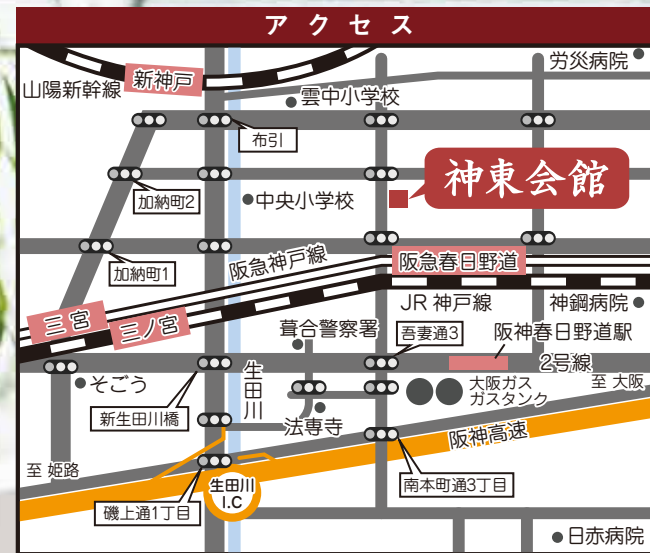 アクセス
労災病院
山陽新幹線
新神戸
雲中小学校
布引
神東会館
加納町2
中央小学校
加納町1
阪急神戸線
阪急春日野道
三宮
三ノ宮
JR 神戸線
神鋼病院
葺合警察署
吾妻通3
阪神春日野道駅
2号線
そごう
生田川
大阪ガス
ガスタンク
至 大阪
新生田川橋
法専寺
阪神高速
至 姫路
生田川
I.C
南本町通3丁目
磯上通1丁目
日赤病院